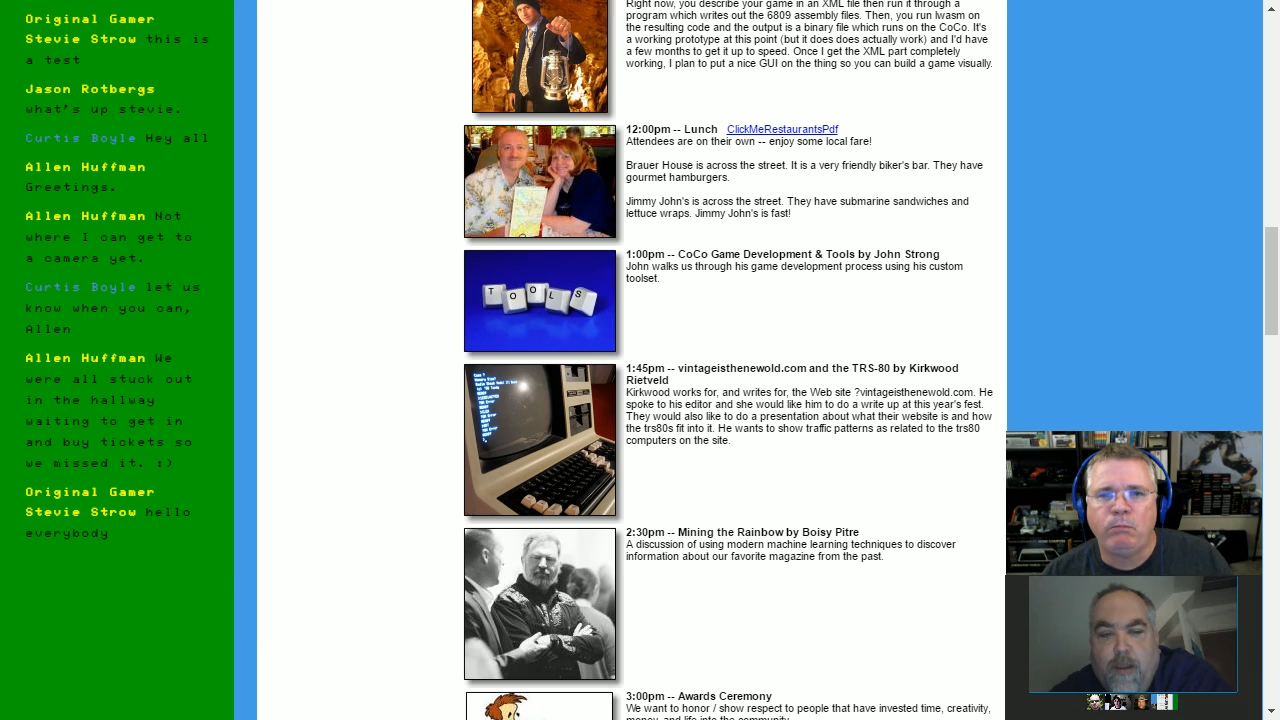 Original Gamer
Stevie Strow this is
a test
Jason Rotbergs
what's up stevie.
Curtis Boyle Hey all
Allen Huffman
Greetings.
Allen Huffman Not
where I can get to
a camera yet.
Curtis Boyle let us
know when you can,
Allen
Allen Huffman We
were all stuck out
in the hallway
waiting to get in
and buy tickets so
we missed it. :)
Original Gamer
Stevie Strow hello
everybody
Right now, you describe your game in an XML file then run it through a
program which writes out the 6809 assembly files. Then, you run lwasm on
the resulting code and the output is a binary file which runs on the CoCo. It's
a working prototype at this point (but it does does actually work) and I'd have
a few months to get it up to speed. Once I get the XML part completely
working, I plan to put a nice GUI on the thing so you can build a game visually.
12:00pm -- Lunch ClickMeRestaurantsPdf
Attendees are on their own -- enjoy some local fare!
Brauer House is across the street. It is a very friendly biker's bar. They have
gourmet hamburgers.
Jimmy John's is across the street. They have submarine sandwiches and
lettuce wraps. Jimmy John's is fast!
1:00pm -- CoCo Game Development & Tools by John Strong
John walks us through his game development process using his custom
toolset.
TOOLS
1:45pm -- vintageisthenewold.com and the TRS-80 by Kirkwood
Rietveld
Kirkwood works for, and writes for, the Web site ?vintageisthenewold.com. He
spoke to his editor and she would like him to do a write up at this year's fest.
They would also like to do a presentation about what their website is and how
the trs80s fit into it. He wants to show traffic patterns as related to the trs80
computers on the site.
2:30pm -- Mining the Rainbow by Boisy Pitre
A discussion of using modern machine learning techniques to discover
information about our favorite magazine from the past.
3:00pm -- Awards Ceremony
We want to honor / show respect to people that have invested time, creativity,
money, and life into the community.